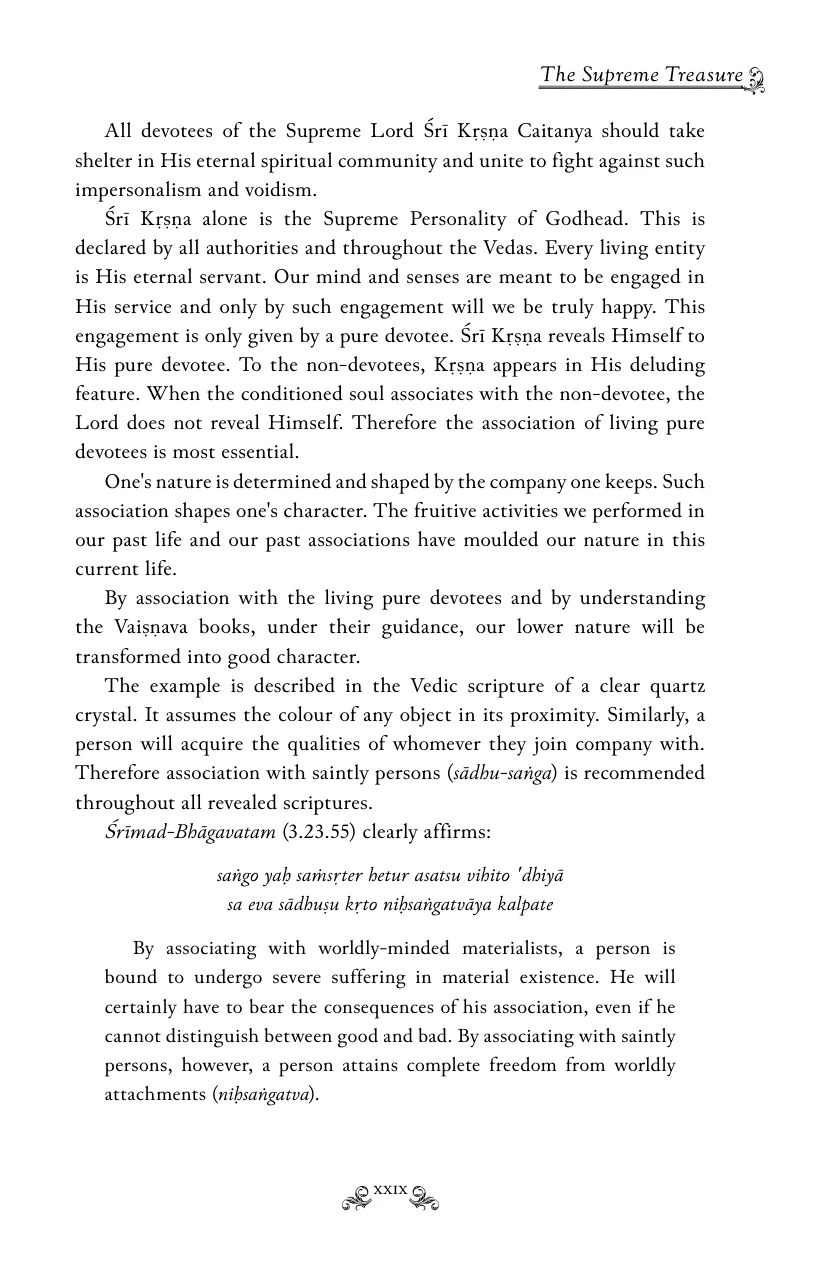 The Supreme Treasure
All devotees of the Supreme Lord Śrī Kṛṣṇa Caitanya should take
shelter in His eternal spiritual community and unite to fight against such
impersonalism and voidism.
Śrī Kṛṣṇa alone is the Supreme Personality of Godhead. This is
declared by all authorities and throughout the Vedas. Every living entity
is His eternal servant. Our mind and senses are meant to be engaged in
His service and only by such engagement will we be truly happy. This
engagement is only given by a pure devotee. Śrī Kṛṣṇa reveals Himself to
His pure devotee. To the non-devotees, Kṛṣṇa appears in His deluding
feature. When the conditioned soul associates with the non-devotee, the
Lord does not reveal Himself. Therefore the association of living pure
devotees is most essential.
One's nature is determined and shaped by the company one keeps. Such
association shapes one's character. The fruitive activities we performed in
our past life and our past associations have moulded our nature in this
current life.
By association with the living pure devotees and by understanding
the Vaiṣṇava books, under their guidance, our lower nature will be
transformed into good character.
The example is described in the Vedic scripture of a clear quartz
crystal. It assumes the colour of any object in its proximity. Similarly, a
person will acquire the qualities of whomever they join company with.
Therefore association with saintly persons (sādhu-saṅga) is recommended
throughout all revealed scriptures.
Śrīmad-Bhāgavatam (3.23.55) clearly affirms:
saṅgo yaḥ saṁsṛter hetur asatsu vihito 'dhiyā
sa eva sādhuṣu kṛto niḥsaṅgatvāya kalpate
By associating with worldly-minded materialists, a person is
bound to undergo severe suffering in material existence. He will
certainly have to bear the consequences of his association, even if he
cannot distinguish between good and bad. By associating with saintly
persons, however, a person attains complete freedom from worldly
attachments (niḥsaṅgatva).
XXIX